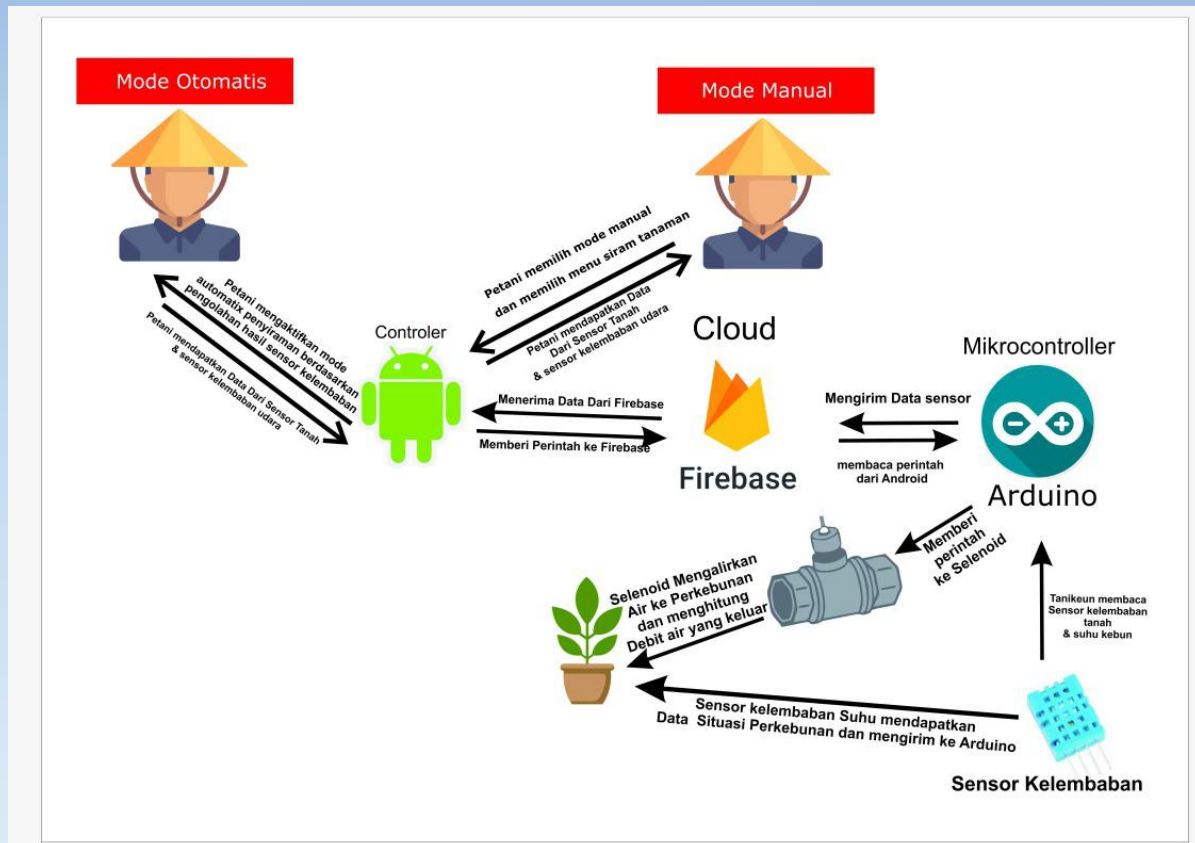 Mode Otomatis
Mode Manual
Petani memilih mode manual
dan memilih menu siram tanaman
Petani mendapatkan Data
Dari Sensor Tanah
& sensor kelembaban udara
Petani mengaktifkan mode
automatix penyiraman berdasarkan
pengolahan hasil sensor kelembaban
Petani mendapatkan Data Dari Sensor Tanah
& sensor kelembaban udara
Controler
Cloud
Firebase
Menerima Data Dari Firebase
Memberi Perintah ke Firebase
Mikrocontroller
Arduino
Mengirim Data sensor
membaca perintah
dari Android
Memberi
perintah
ke Selenoid
Selenoid Mengalirkan
Air ke Perkebunan
dan menghitung
Debit air yang keluar
Tanikeun membaca
Sensor kelembaban
tanah
& suhu kebun
Sensor kelembaban Suhu mendapatkan
Data Situasi Perkebunan dan mengirim ke Arduino
Sensor Kelembaban